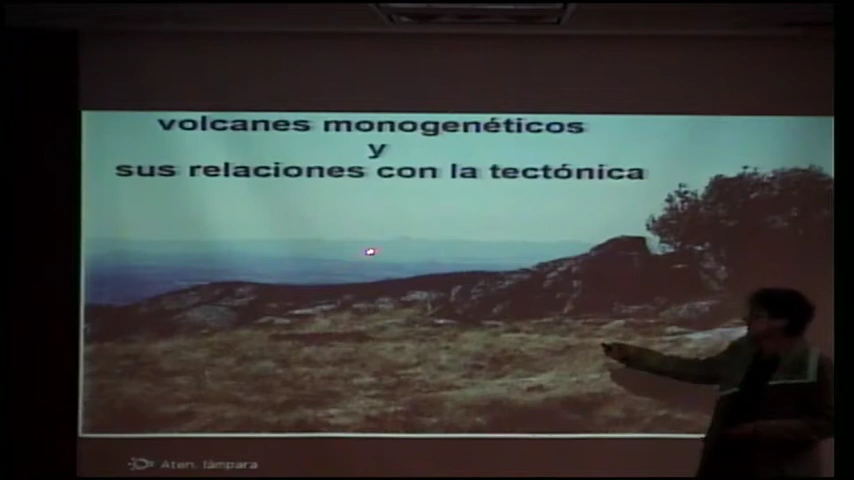 volcanes monogenéticos
y
sus relaciones con la tectónica
Aten. lámpara